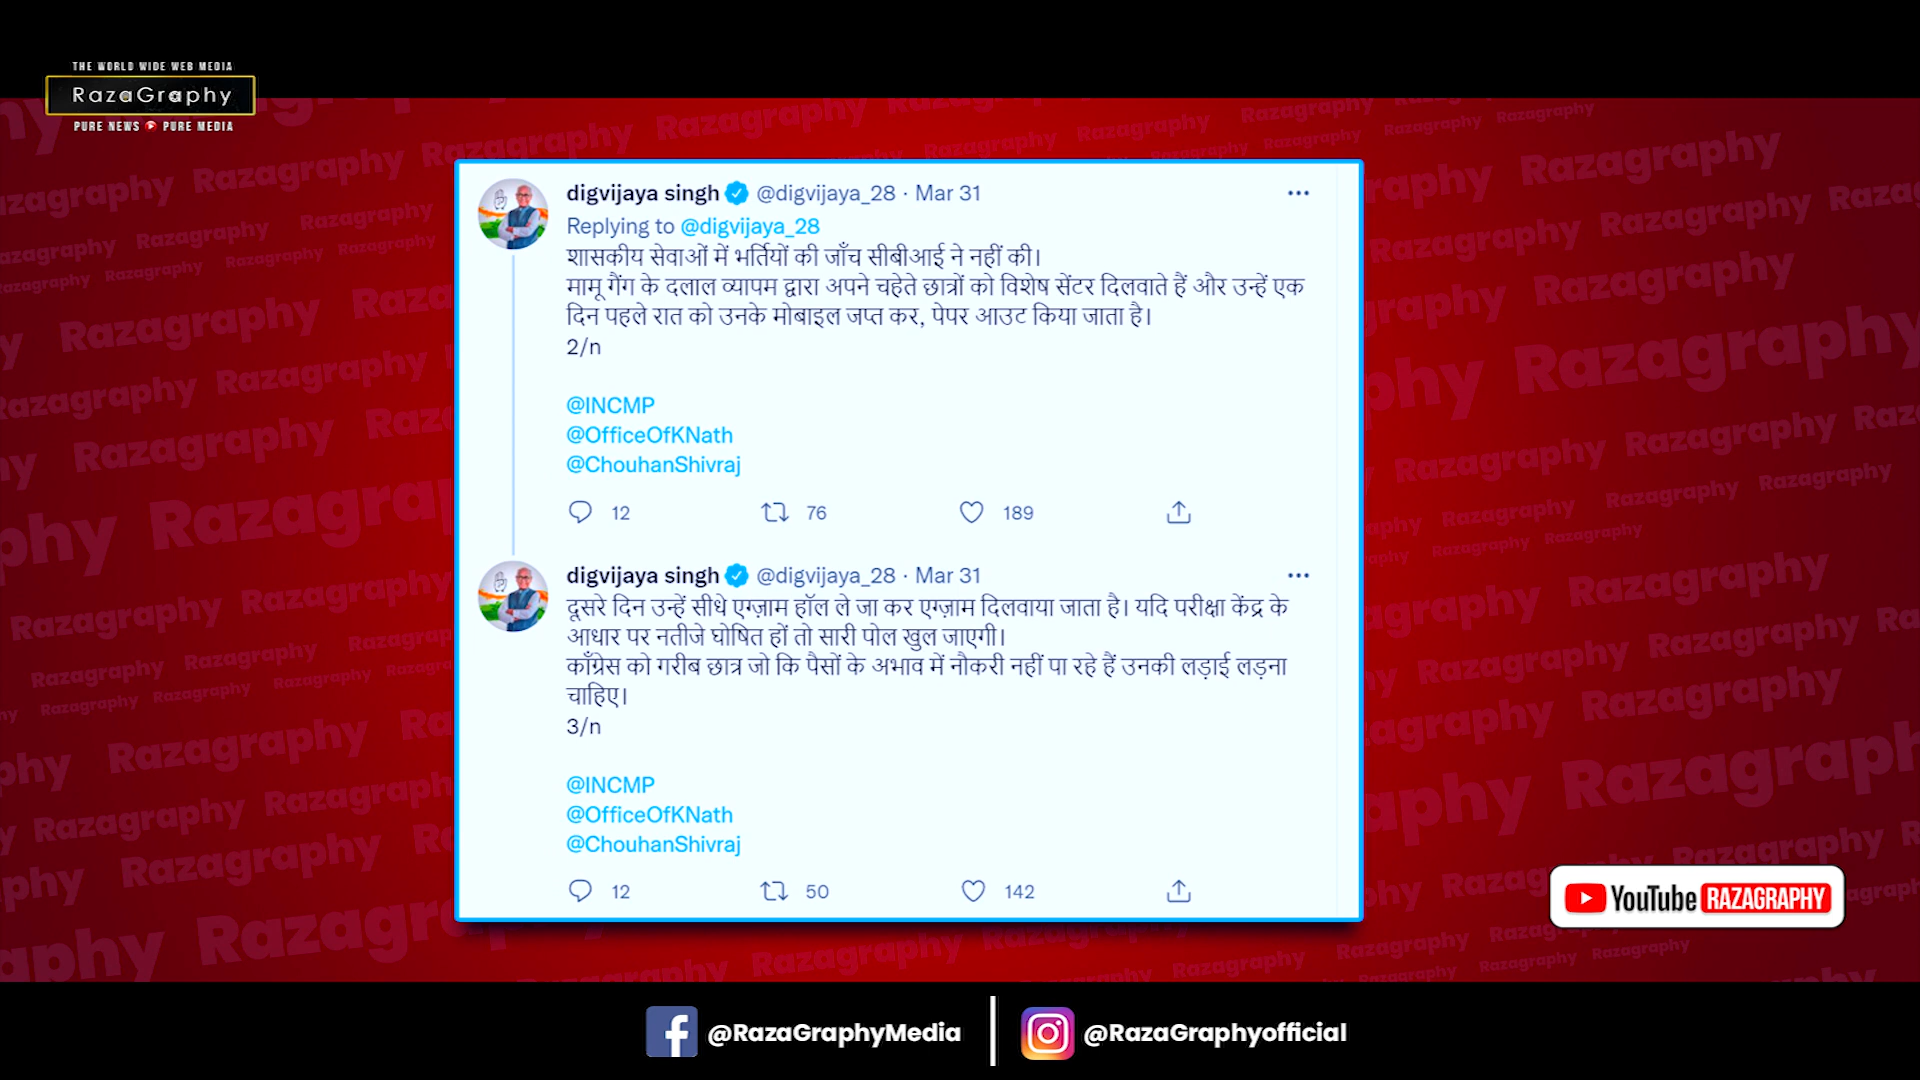 THE WORLD WIDE WEB MEDIA
RazaGraphy
PURE NEWS PURE MEDIA
digvijaya singh @digvijaya_28 · Mar 31
Replying to @digvijaya_28
शासकीय सेवाओं में भर्तियों की जाँच सीबीआई ने नहीं की।
मामू गैंग के दलाल व्यापम द्वारा अपने चहेते छात्रों को विशेष सेंटर दिलवाते हैं और उन्हें एक
दिन पहले रात को उनके मोबाइल जप्त कर, पेपर आउट किया जाता है।
2/n
@INCMP
@OfficeOfKNath
@ChouhanShivraj
12 76 189
digvijaya singh @digvijaya_28 · Mar 31
दूसरे दिन उन्हें सीधे एग्ज़ाम हॉल ले जा कर एग्ज़ाम दिलवाया जाता है। यदि परीक्षा केंद्र के
आधार पर नतीजे घोषित हों तो सारी पोल खुल जाएगी।
काँग्रेस को गरीब छात्र जो कि पैसों के अभाव में नौकरी नहीं पा रहे हैं उनकी लड़ाई लड़ना
चाहिए।
3/n
@INCMP
@OfficeOfKNath
@ChouhanShivraj
12 50 142
YouTube RAZAGRAPHY
@RazaGraphyMedia
@RazaGraphyofficial